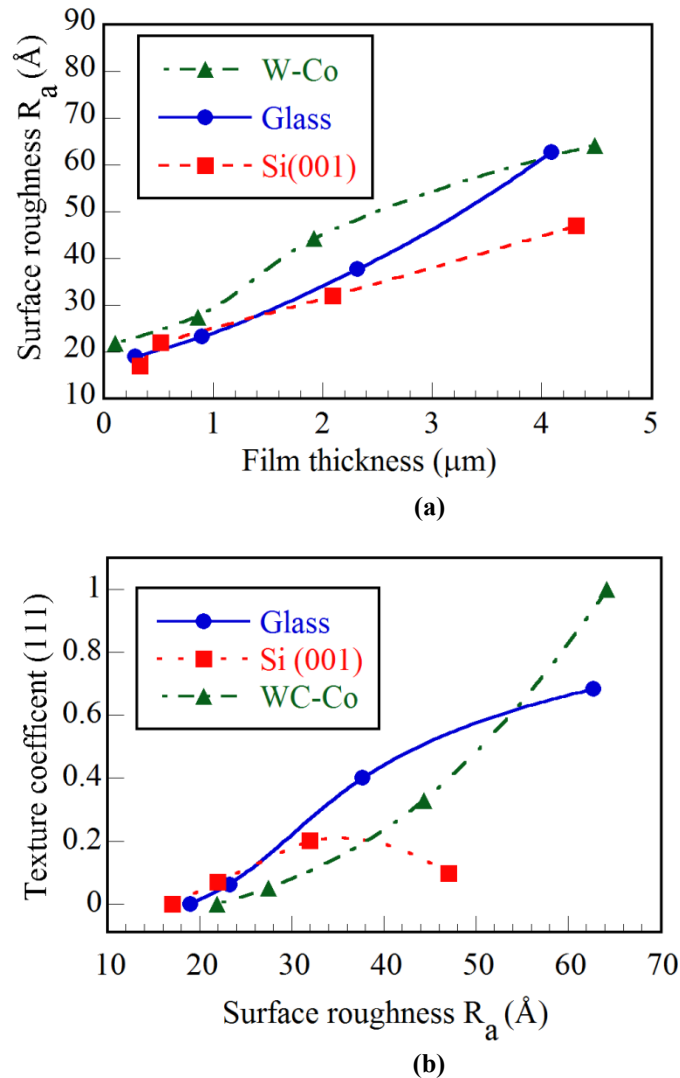 90
80
70
60
50
40
30
20
10
Surface roughness Ra (Å)
W-Co
Glass
Si(001)
0 1 2 3 4 5
Film thickness (μm)
(a)
1
0.8
0.6
0.4
0.2
0
Texture coefficent (111)
Glass
Si (001)
WC-Co
10 20 30 40 50 60 70
Surface roughness Ra (Å)
(b)